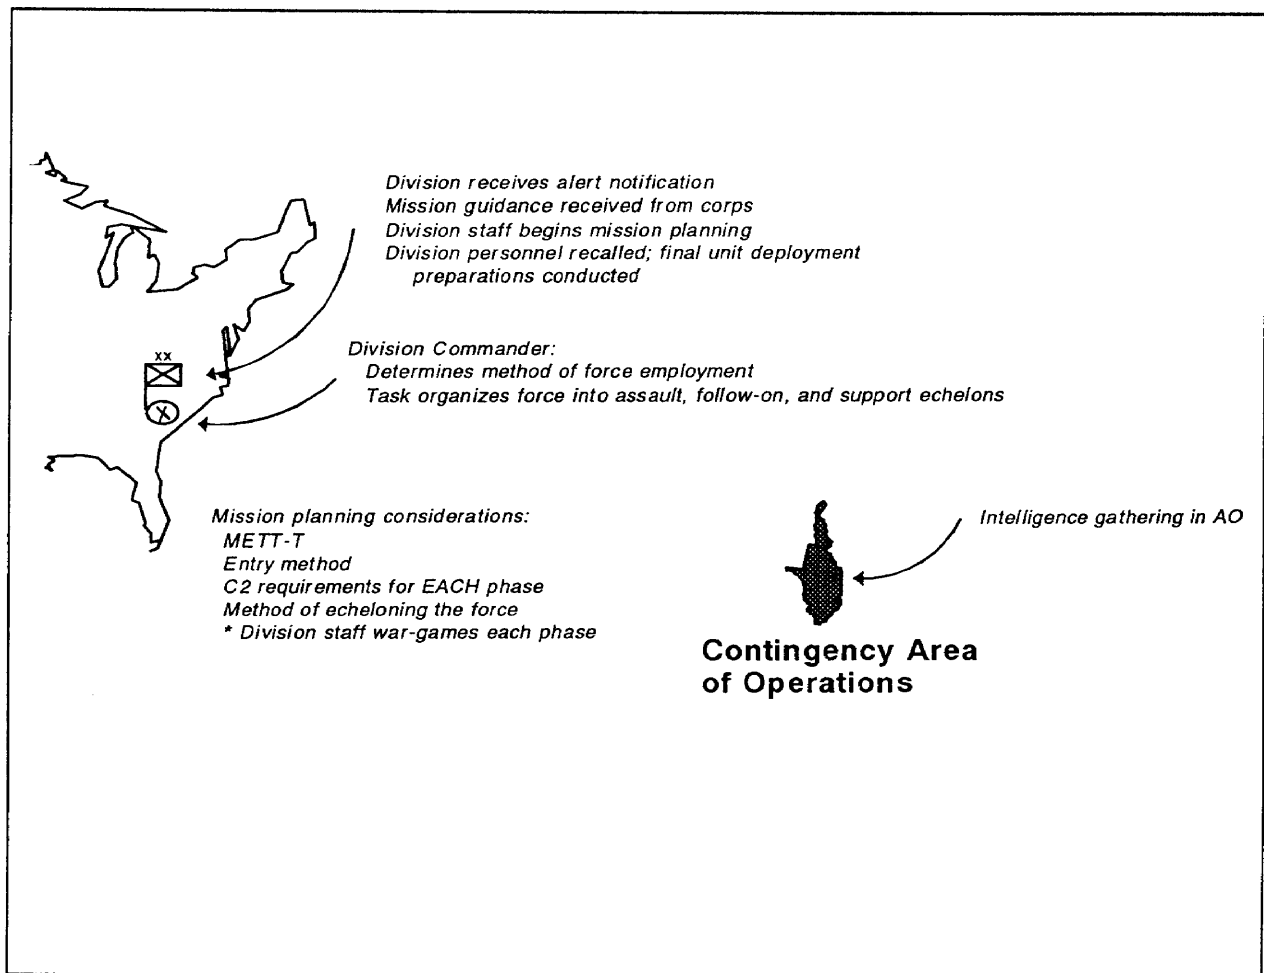 Division receives alert notification
Mission guidance received from corps
Division staff begins mission planning
Division personnel recalled; final unit deployment
preparations conducted
xx
Division Commander:
Determines method of force employment
Task organizes force into assault, follow-on, and support echelons
Mission planning considerations:
METT-T
Entry method
C2 requirements for EACH phase
Method of echeloning the force
* Division staff war-games each phase
Intelligence gathering in AO
Contingency Area
of Operations